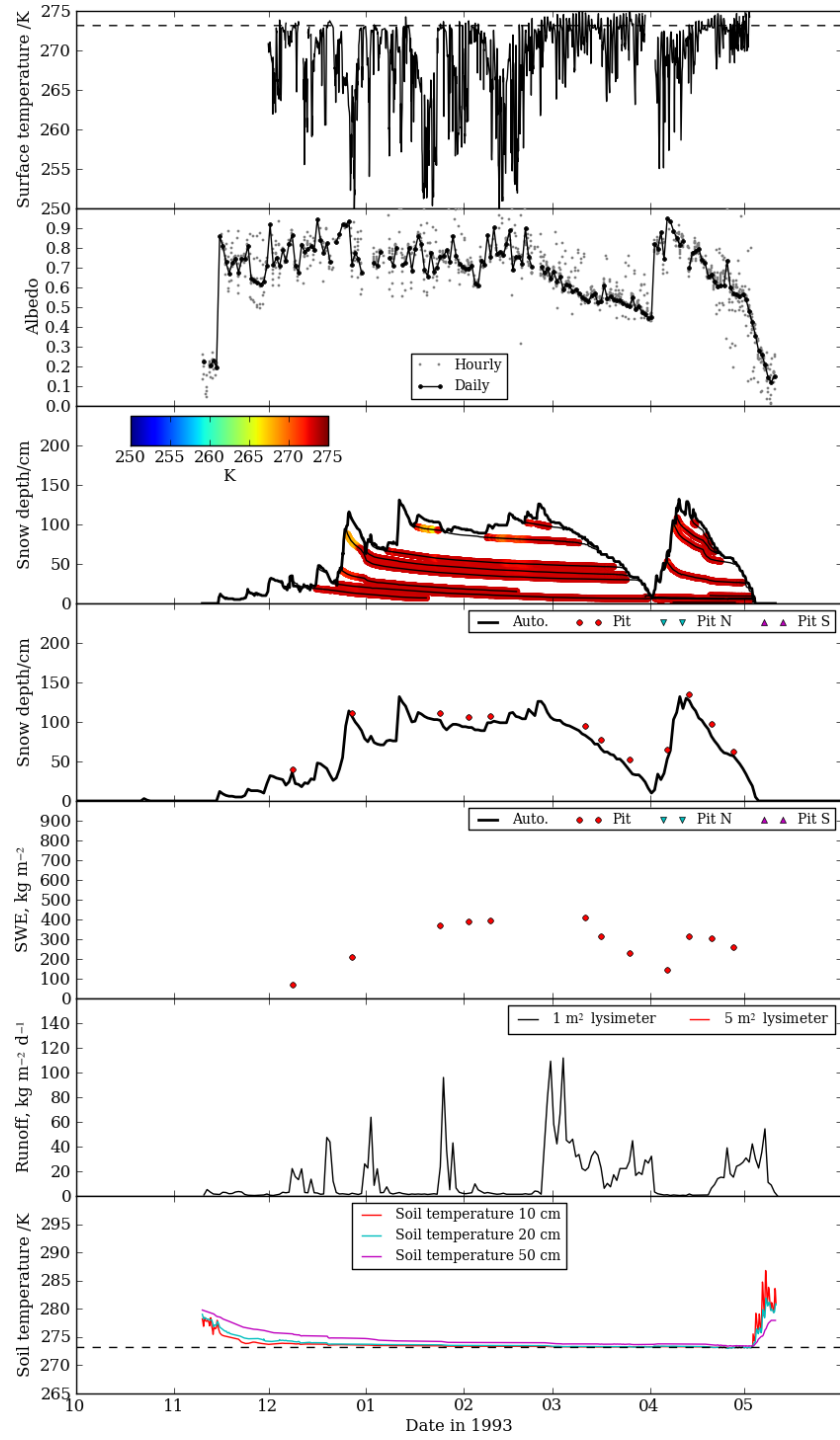 275
270
265
260
255
250
Surface temperature /K
0.9
0.8
0.7
0.6
0.5
0.4
0.3
0.2
0.1
0.0
Albedo
Hourly
Daily
250 255 260 265 270 275
K
200
150
100
50
0
Snow depth/cm
Auto. Pit Pit N Pit S
200
150
100
50
0
Snow depth/cm
Auto. Pit Pit N Pit S
900
800
700
600
500
400
300
200
100
0
SWE, kg m⁻²
1 m² lysimeter 5 m² lysimeter
140
120
100
80
60
40
20
0
Runoff, kg m⁻² d⁻¹
Soil temperature 10 cm
Soil temperature 20 cm
Soil temperature 50 cm
295
290
285
280
275
270
265
Soil temperature /K
10 11 12 01 02 03 04 05
Date in 1993